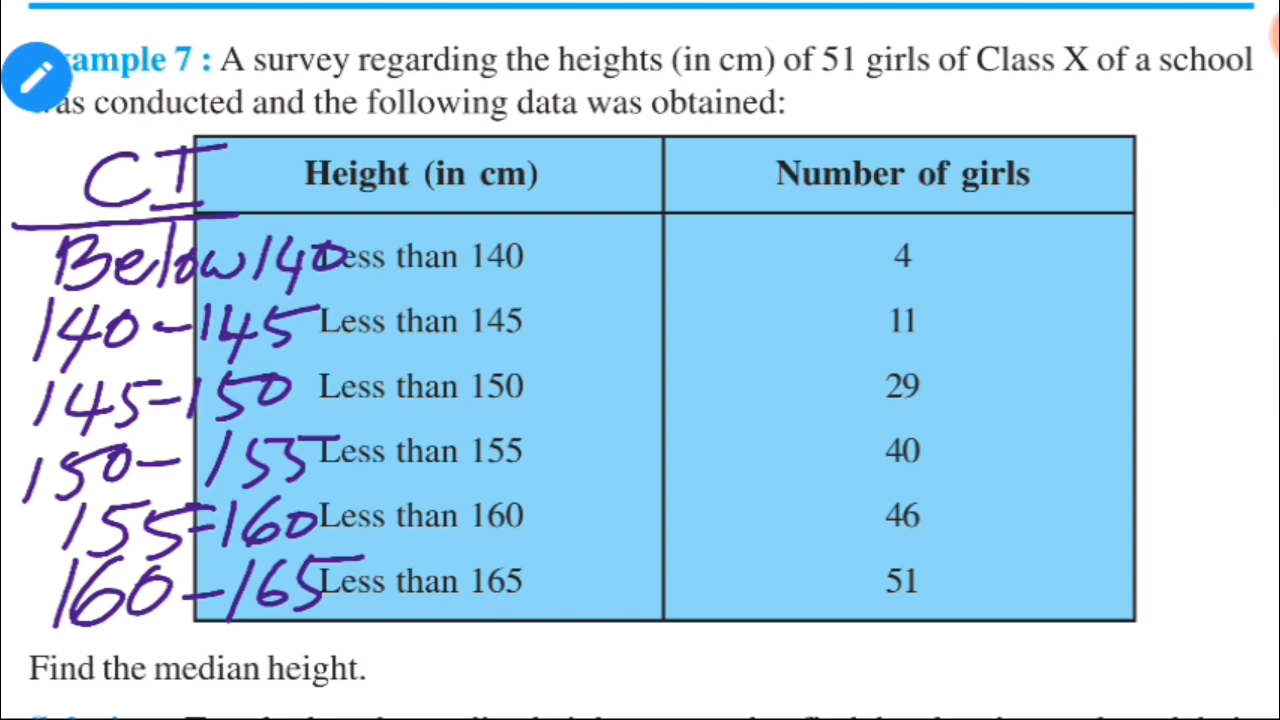 ample 7 : A survey regarding the heights (in cm) of 51 girls of Class X of a school
as conducted and the following data was obtained:
CI
Height (in cm) Number of girls
Below 140 Less than 140 4
140-145 Less than 145 11
145-150 Less than 150 29
150-155 Less than 155 40
155=160 Less than 160 46
160-165 Less than 165 51
Find the median height.